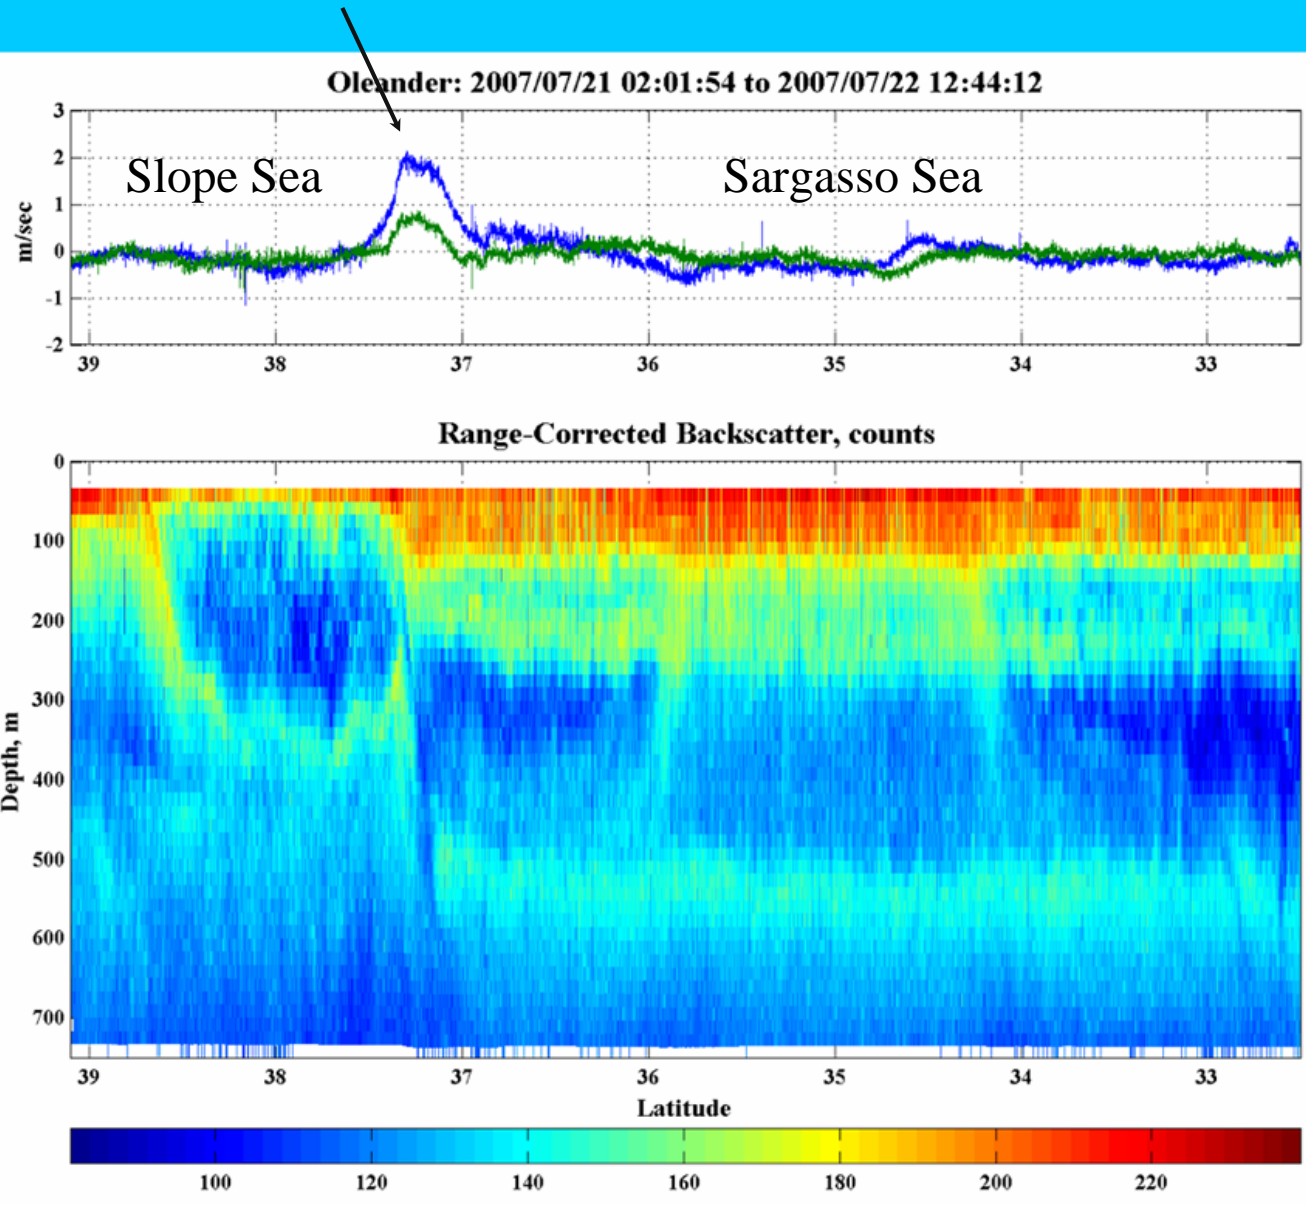 Oleander: 2007/07/21 02:01:54 to 2007/07/22 12:44:12
3
2
1
0
-1
-2
m/sec
Slope Sea
Sargasso Sea
39 38 37 36 35 34 33
Range-Corrected Backscatter, counts
0
100
200
300
400
500
600
700
Depth, m
39 38 37 36 35 34 33
Latitude
100 120 140 160 180 200 220